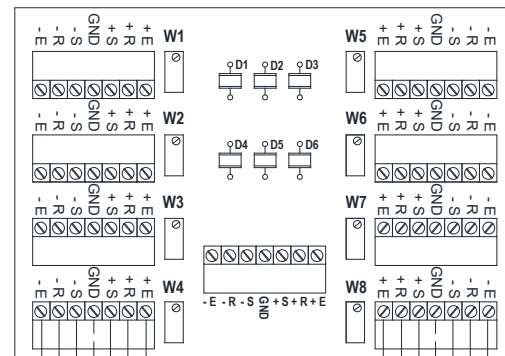 -E -R -S GND +S +R +E W1
D1 D2 D3
W5 +E +R +S GND -S -R -E
-E -R -S GND +S +R +E W2
W6 +E +R +S GND -S -R -E
D4 D5 D6
-E -R -S GND +S +R +E W3
W7 +E +R +S GND -S -R -E
-E -R -S GND +S +R +E W4
-E -R -S GND +S +R +E
W8 +E +R +S GND -S -R -E